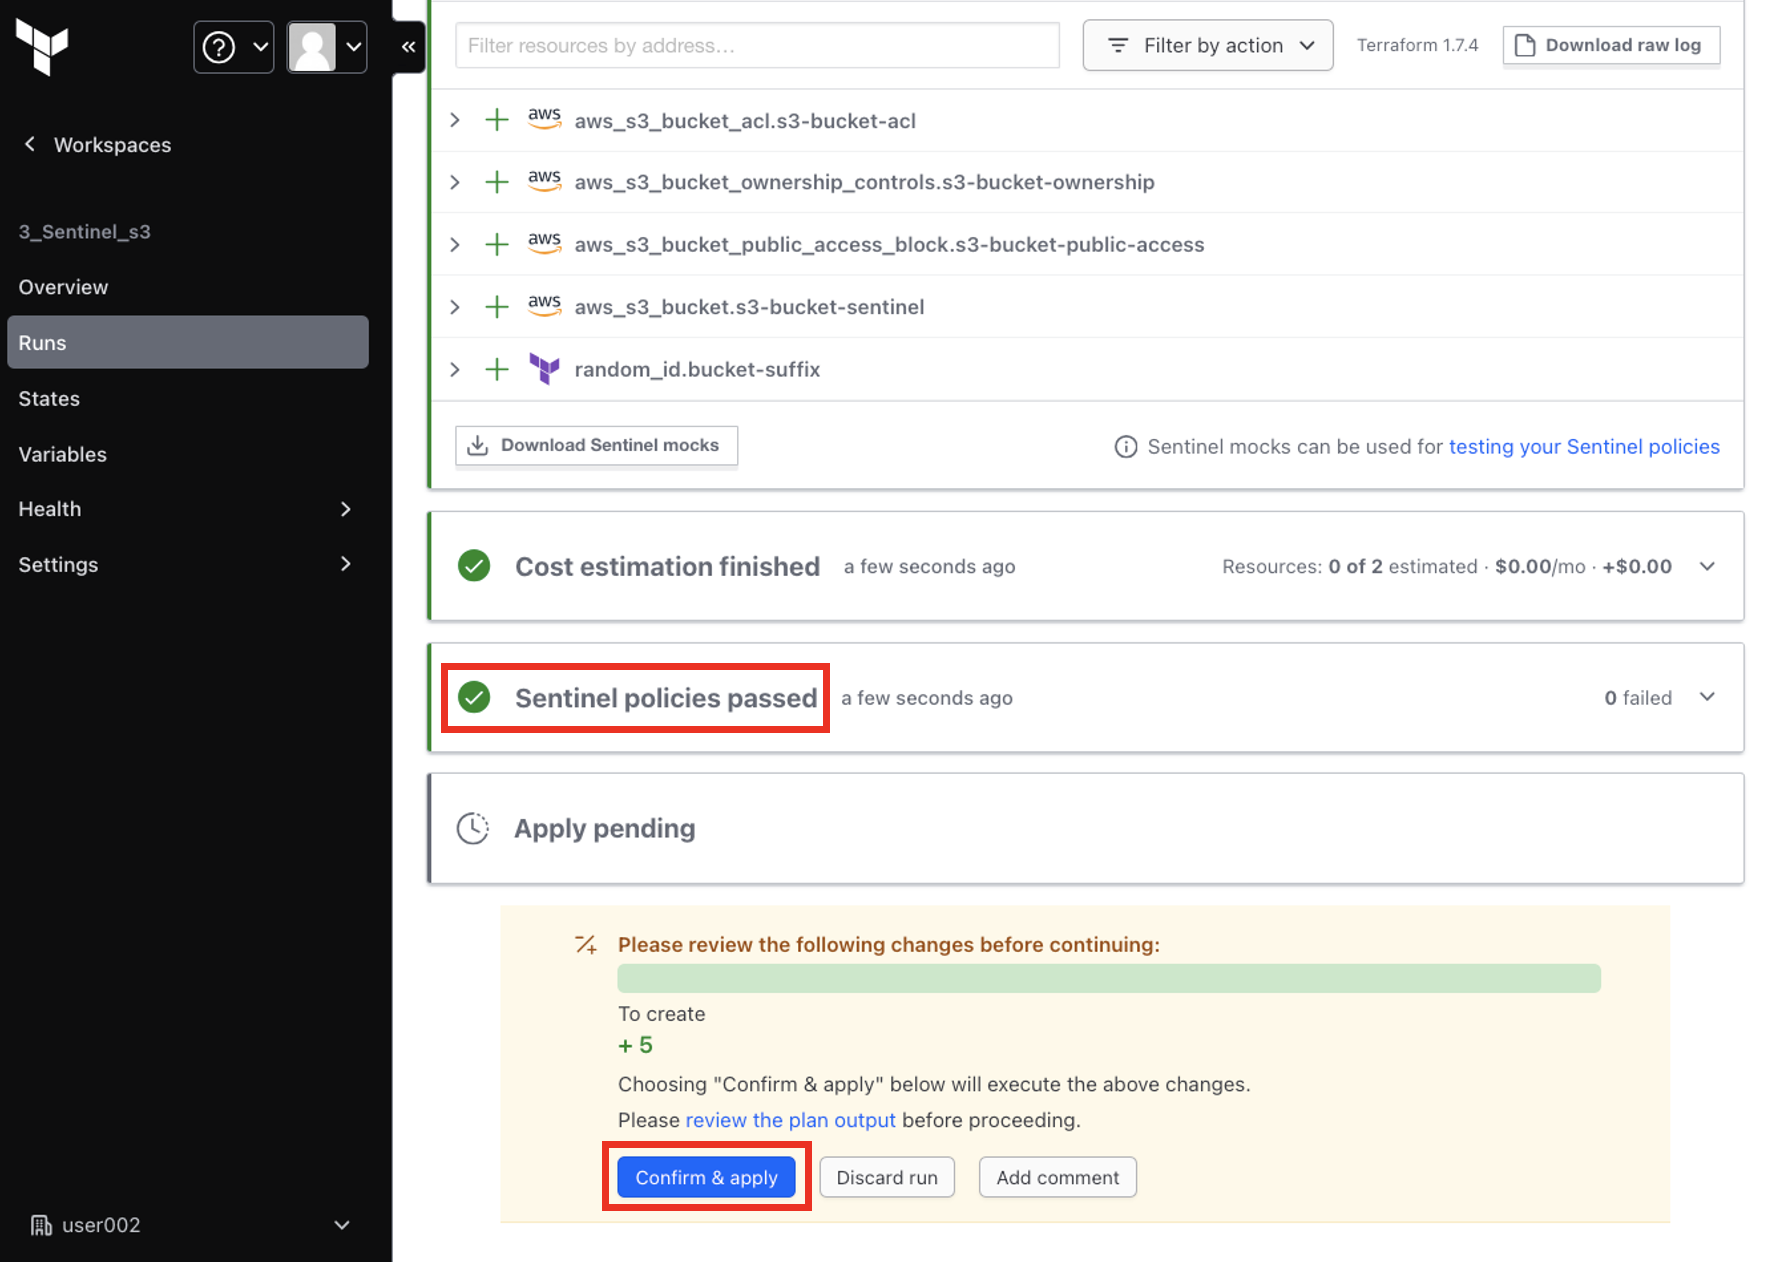 Workspaces
3_Sentinel_s3
Overview
Runs
States
Variables
Health
Settings
user002
Filter resources by address...
Filter by action
Terraform 1.7.4
Download raw log
aws aws_s3_bucket_acl.s3-bucket-acl
aws aws_s3_bucket_ownership_controls.s3-bucket-ownership
aws aws_s3_bucket_public_access_block.s3-bucket-public-access
aws aws_s3_bucket.s3-bucket-sentinel
random_id.bucket-suffix
Download Sentinel mocks
Sentinel mocks can be used for testing your Sentinel policies
Cost estimation finished a few seconds ago Resources: 0 of 2 estimated · $0.00/mo · +$0.00
Sentinel policies passed a few seconds ago 0 failed
Apply pending
Please review the following changes before continuing:
To create
+ 5
Choosing "Confirm & apply" below will execute the above changes.
Please review the plan output before proceeding.
Confirm & apply
Discard run
Add comment